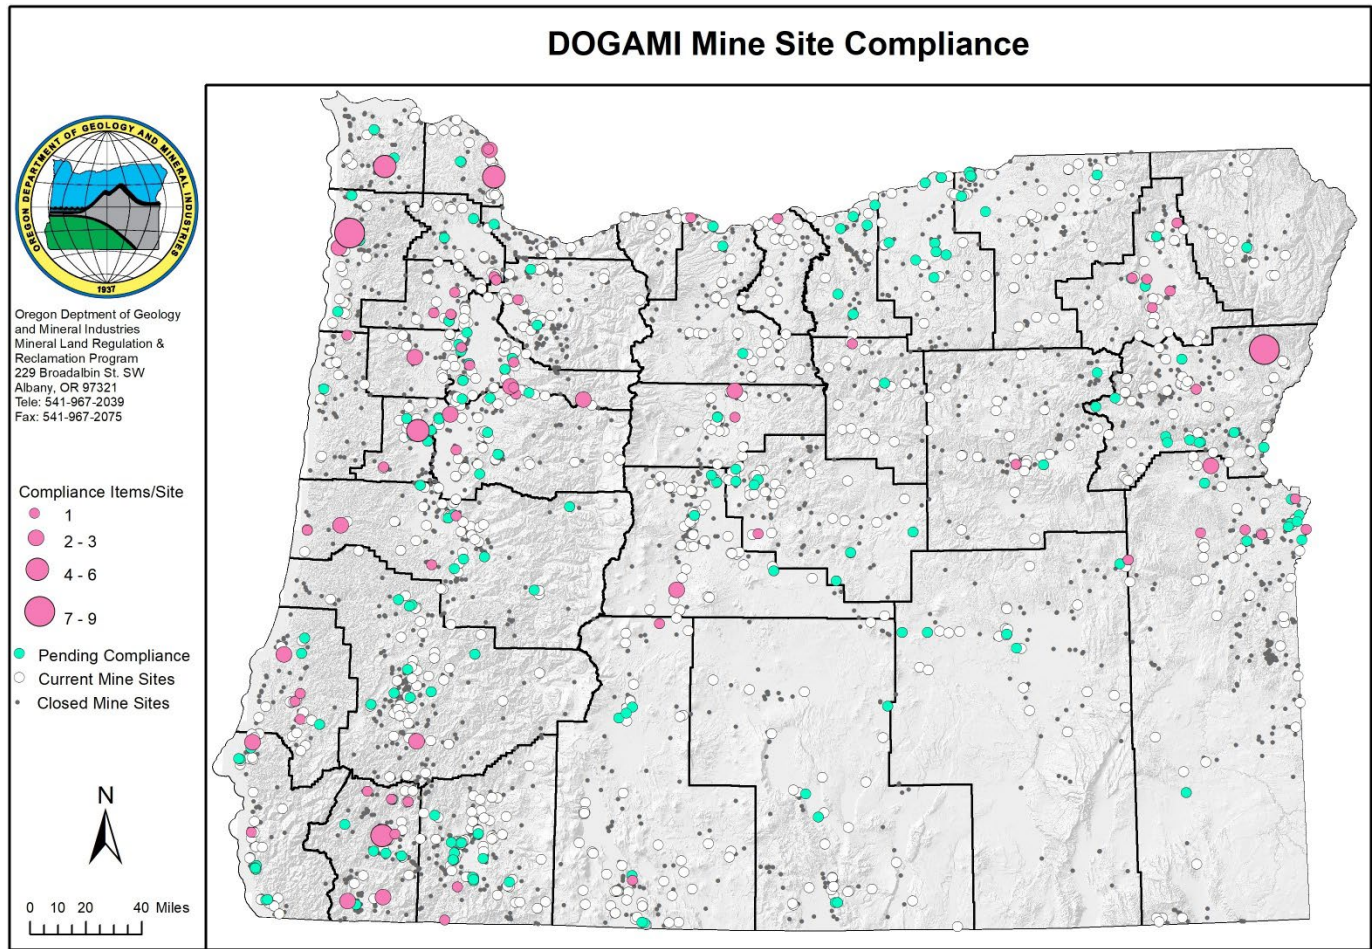 DOGAMI Mine Site Compliance
OREGON DEPARTMENT OF GEOLOGY AND MINERAL INDUSTRIES
1937
Oregon Deptment of Geology
and Mineral Industries
Mineral Land Regulation &
Reclamation Program
229 Broadalbin St. SW
Albany, OR 97321
Tele: 541-967-2039
Fax: 541-967-2075
Compliance Items/Site
1
2 - 3
4 - 6
7 - 9
Pending Compliance
Current Mine Sites
Closed Mine Sites
N
0 10 20 40 Miles